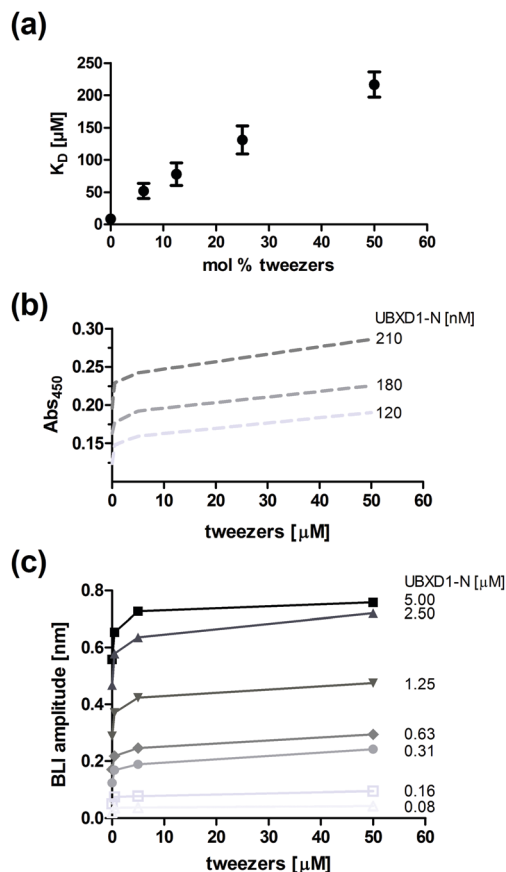 (a)
250
200
150
100
50
0
K_D [µM]
0 10 20 30 40 50 60
mol % tweezers
(b)
UBXD1-N [nM]
0.30
0.25
0.20
0.15
Abs₄₅₀
210
180
120
0 10 20 30 40 50 60
tweezers [µM]
(c)
UBXD1-N [µM]
0.8
0.6
0.4
0.2
0.0
BLI amplitude [nm]
5.00
2.50
1.25
0.63
0.31
0.16
0.08
0 10 20 30 40 50 60
tweezers [µM]